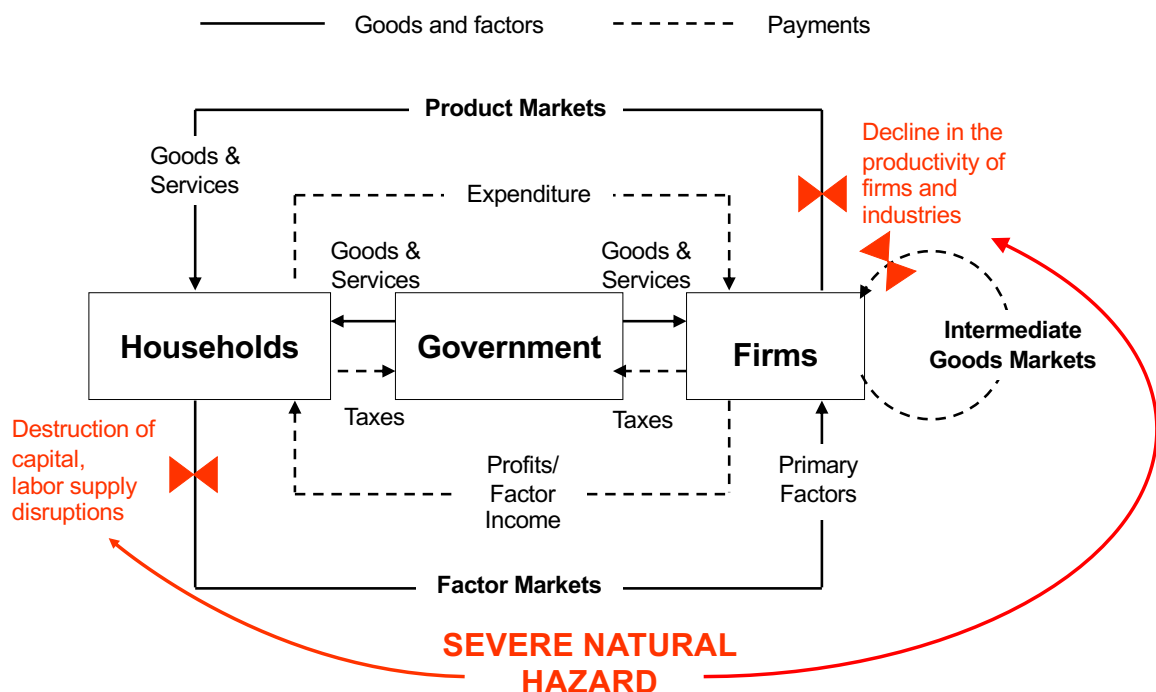 Goods and factors
Payments
Product Markets
Goods &
Services
Expenditure
Decline in the
productivity of
firms and
industries
Goods &
Services
Goods &
Services
Households
Government
Firms
Intermediate
Goods Markets
Taxes
Taxes
Destruction of
capital,
labor supply
disruptions
Profits/
Factor
Income
Primary
Factors
Factor Markets
SEVERE NATURAL
HAZARD